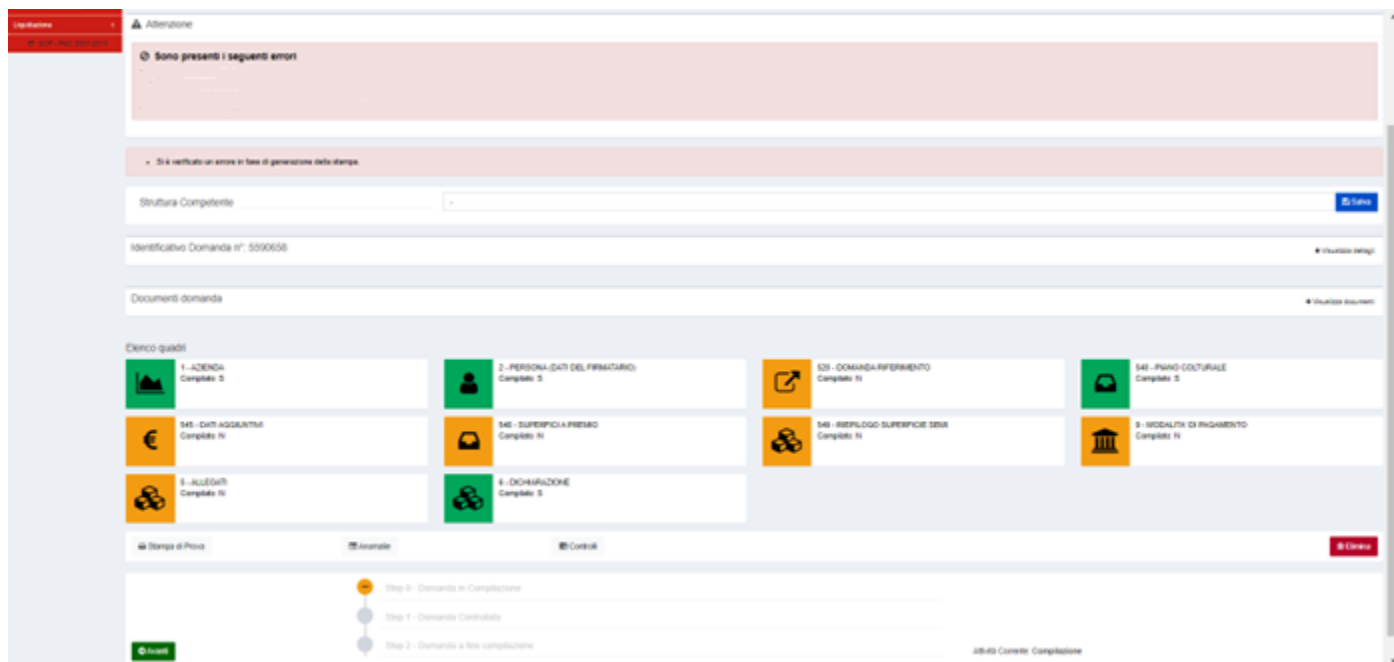 Liquidazione
Attenzione
Sono presenti i seguenti errori
Si è verificato un errore in fase di generazione della stampa.
Struttura Competente
Salva
Identificativo Domanda n°: 5590658
Visualizza dettagli
Documenti domanda
Visualizza documenti
Elenco quadri
1 - AZIENDA
Compilato: S
2 - PERSONA (DATI DEL FIRMATARIO)
Compilato: S
520 - DOMANDA RIFERIMENTO
Compilato: N
540 - PIANO COLTURALE
Compilato: S
545 - DATI AGGIUNTIVI
Compilato: N
546 - SUPERFICI A PREMIO
Compilato: N
549 - RIEPILOGO SUPERFICIE SEMI
Compilato: N
9 - MODALITA' DI PAGAMENTO
Compilato: N
5 - ALLEGATI
Compilato: N
6 - DICHIARAZIONE
Compilato: S
Stampa di Prova
Anomalie
Controlli
Elimina
Step 0 - Domanda in Compilazione
Step 1 - Domanda Controllata
Step 2 - Domanda a fine compilazione
Avanti
Attività Corrente: Compilazione